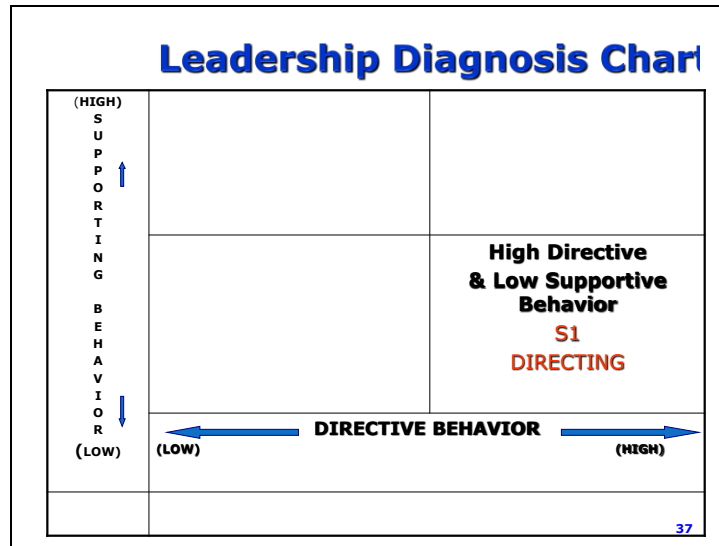 Leadership Diagnosis Chart
(HIGH)
S
U
P
P
O
R
T
I
N
G
B
E
H
A
V
I
O
R
(LOW)
High Directive
& Low Supportive
Behavior
S1
DIRECTING
DIRECTIVE BEHAVIOR
(LOW)
(HIGH)
37